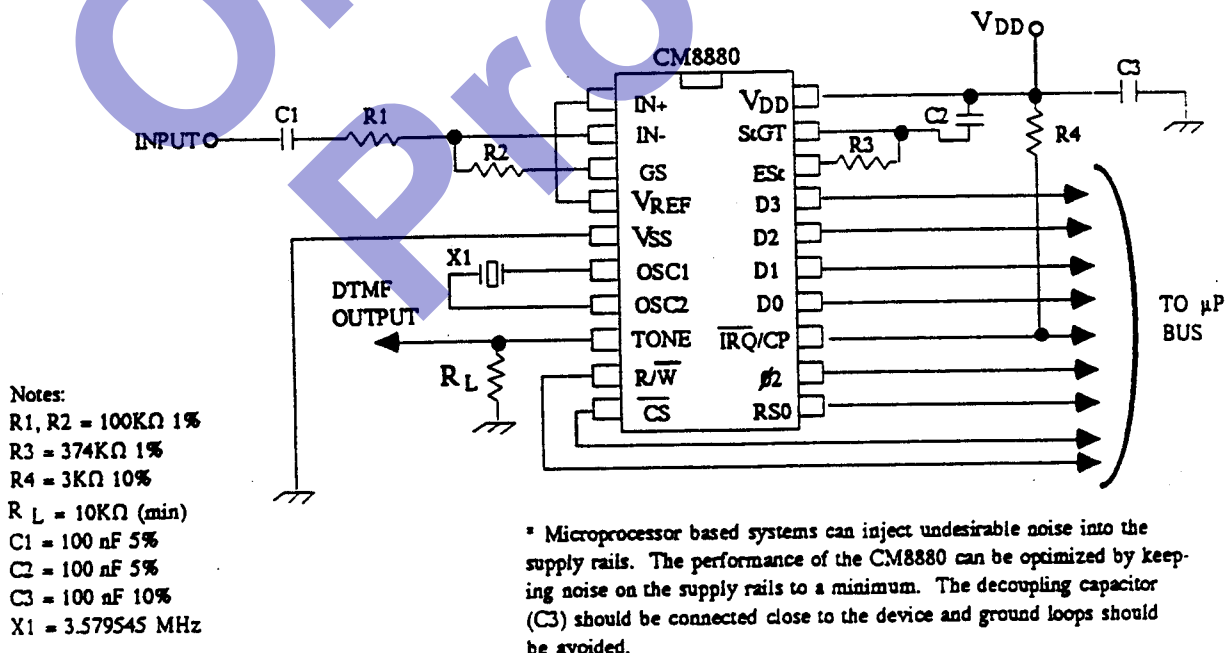 VDD
CM8880
C3
C1
R1
INPUT
R2
IN+
IN-
GS
VREF
VSS
OSC1
OSC2
TONE
R/W̅
C̅S̅
VDD
StGT
ESt
D3
D2
D1
D0
I̅R̅Q̅/CP
ø2
RS0
C2
R3
R4
X1
DTMF
OUTPUT
RL
TO µP
BUS
Notes:
R1, R2 = 100KΩ 1%
R3 = 374KΩ 1%
R4 = 3KΩ 10%
R L = 10KΩ (min)
C1 = 100 nF 5%
C2 = 100 nF 5%
C3 = 100 nF 10%
X1 = 3.579545 MHz
* Microprocessor based systems can inject undesirable noise into the
supply rails. The performance of the CM8880 can be optimized by keep-
ing noise on the supply rails to a minimum. The decoupling capacitor
(C3) should be connected close to the device and ground loops should
be avoided.